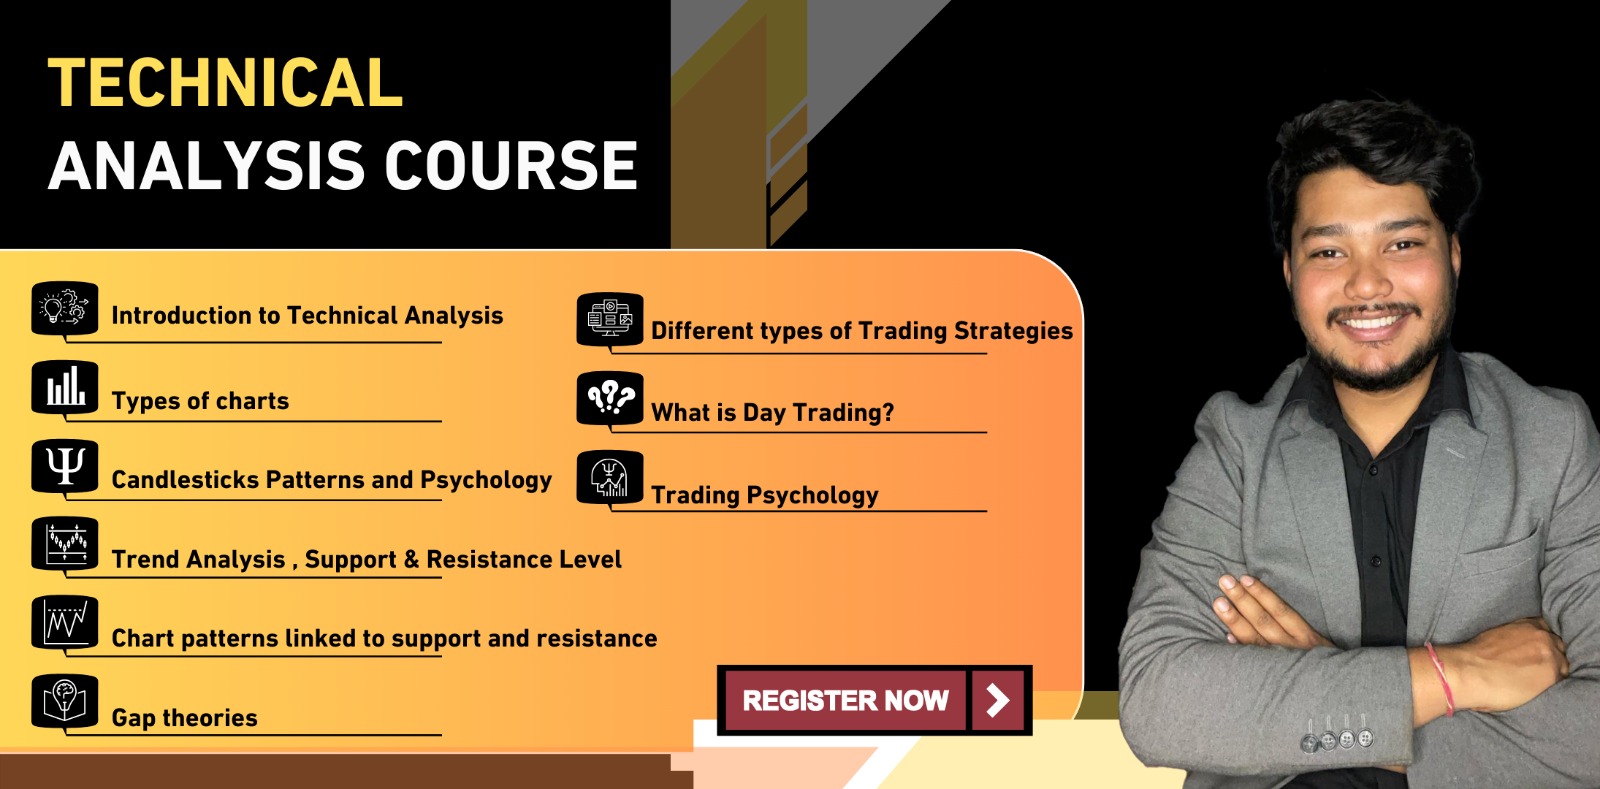 TECHNICAL
ANALYSIS COURSE
Introduction to Technical Analysis
Types of charts
Candlesticks Patterns and Psychology
Trend Analysis , Support & Resistance Level
Chart patterns linked to support and resistance
Gap theories
Different types of Trading Strategies
What is Day Trading?
Trading Psychology
REGISTER NOW